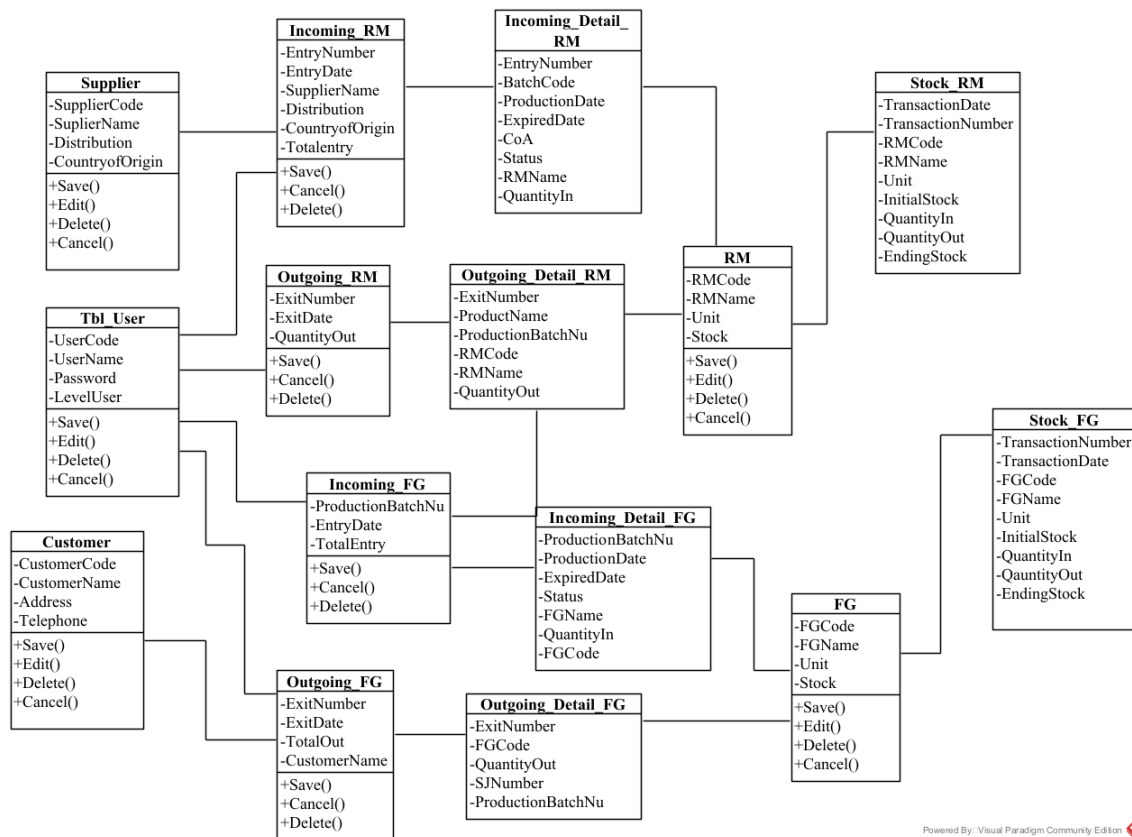 Supplier
-SupplierCode
-SuplierName
-Distribution
-CountryofOrigin
+Save()
+Edit()
+Delete()
+Cancel()
Incoming_RM
-EntryNumber
-EntryDate
-SupplierName
-Distribution
-CountryofOrigin
-Totalentry
+Save()
+Cancel()
+Delete()
Incoming_Detail_
RM
-EntryNumber
-BatchCode
-ProductionDate
-ExpiredDate
-CoA
-Status
-RMName
-QuantityIn
Stock_RM
-TransactionDate
-TransactionNumber
-RMCode
-RMName
-Unit
-InitialStock
-QuantityIn
-QuantityOut
-EndingStock
Tbl_User
-UserCode
-UserName
-Password
-LevelUser
+Save()
+Edit()
+Delete()
+Cancel()
Outgoing_RM
-ExitNumber
-ExitDate
-QuantityOut
+Save()
+Cancel()
+Delete()
Outgoing_Detail_RM
-ExitNumber
-ProductName
-ProductionBatchNu
-RMCode
-RMName
-QuantityOut
RM
-RMCode
-RMName
-Unit
-Stock
+Save()
+Edit()
+Delete()
+Cancel()
Stock_FG
-TransactionNumber
-TransactionDate
-FGCode
-FGName
-Unit
-InitialStock
-QuantityIn
-QauntityOut
-EndingStock
Customer
-CustomerCode
-CustomerName
-Address
-Telephone
+Save()
+Edit()
+Delete()
+Cancel()
Incoming_FG
-ProductionBatchNu
-EntryDate
-TotalEntry
+Save()
+Cancel()
+Delete()
Incoming_Detail_FG
-ProductionBatchNu
-ProductionDate
-ExpiredDate
-Status
-FGName
-QuantityIn
-FGCode
FG
-FGCode
-FGName
-Unit
-Stock
+Save()
+Edit()
+Delete()
+Cancel()
Outgoing_FG
-ExitNumber
-ExitDate
-TotalOut
-CustomerName
+Save()
+Cancel()
+Delete()
Outgoing_Detail_FG
-ExitNumber
-FGCode
-QuantityOut
-SJNumber
-ProductionBatchNu
Powered By Visual Paradigm Community Edition